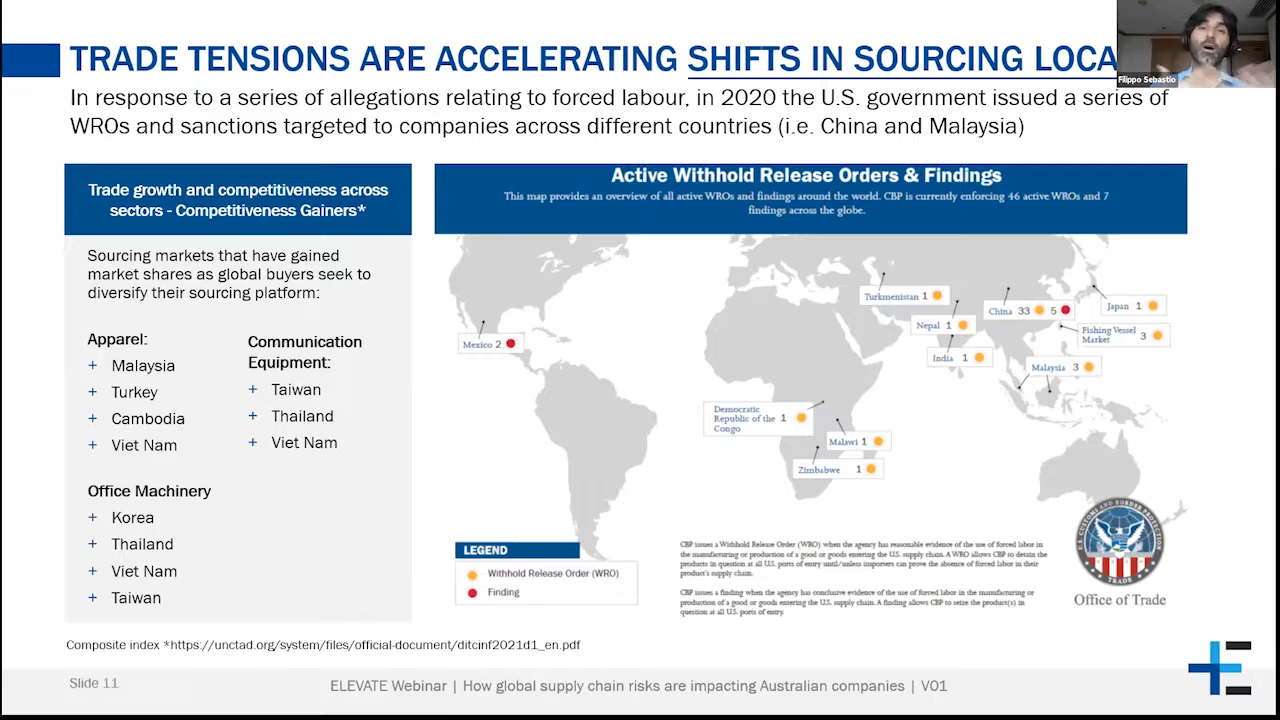 TRADE TENSIONS ARE ACCELERATING SHIFTS IN SOURCING LOCA
Filippo Sebastio
In response to a series of allegations relating to forced labour, in 2020 the U.S. government issued a series of
WROs and sanctions targeted to companies across different countries (i.e. China and Malaysia)
Trade growth and competitiveness across
sectors - Competitiveness Gainers*
Sourcing markets that have gained
market shares as global buyers seek to
diversify their sourcing platform:
Apparel:
+ Malaysia
+ Turkey
+ Cambodia
+ Viet Nam
Communication
Equipment:
+ Taiwan
+ Thailand
+ Viet Nam
Office Machinery
+ Korea
+ Thailand
+ Viet Nam
+ Taiwan
Active Withhold Release Orders & Findings
This map provides an overview of all active WROs and findings around the world. CBP is currently enforcing 46 active WROs and 7
findings across the globe.
Turkmenistan 1
China 33 5
Japan 1
Nepal 1
Fishing Vessel
Market 3
Mexico 2
India 1
Malaysia 3
Democratic
Republic of the 1
Congo
Malawi 1
Zimbabwe 1
LEGEND
Withhold Release Order (WRO)
Finding
CBP issues a Withhold Release Order (WRO) when the agency has reasonable evidence of the use of forced labor in
the manufacturing or production of a good or goods entering the U.S. supply chain. A WRO allows CBP to detain the
products in question at all U.S. ports of entry until/unless importers can prove the absence of forced labor in their
product's supply chain.
CBP issues a finding when the agency has conclusive evidence of the use of forced labor in the manufacturing or
production of a good or goods entering the U.S. supply chain. A finding allows CBP to seize the product(s) in
question at all U.S. ports of entry.
U.S. CUSTOMS AND BORDER PROTECTION
TRADE
Office of Trade
Composite index *https://unctad.org/system/files/official-document/ditcinf2021d1_en.pdf
Slide 11
ELEVATE Webinar | How global supply chain risks are impacting Australian companies | V01